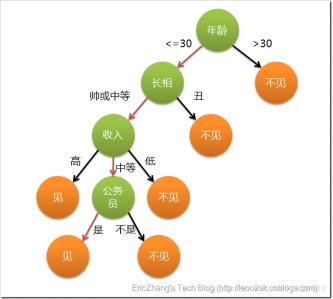 年龄
<=30
>30
长相
不见
帅或中等
丑
收入
不见
高
中等
低
见
公务
员
不见
是
不是
见
不见
EricZhang's Tech Blog (http://leoo2sk.cnblogs.com)